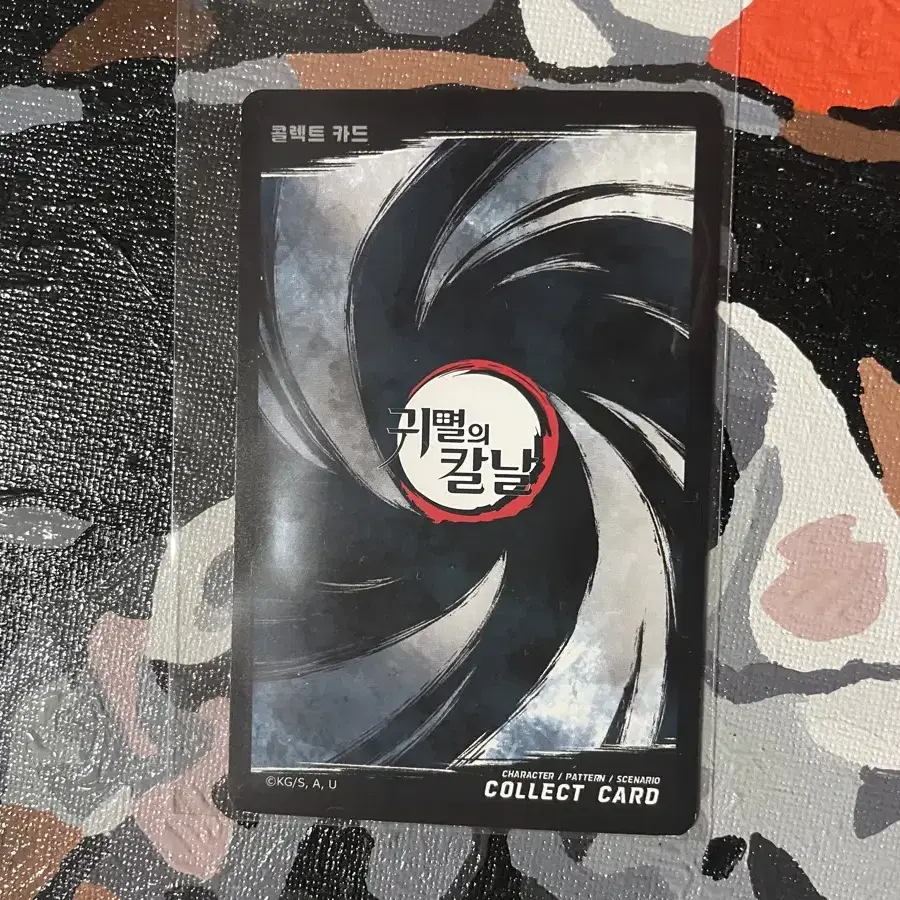 콜렉트 카드
귀멸의
칼날
©KG/S, A, U
CHARACTER / PATTERN / SCENARIO
COLLECT CARD